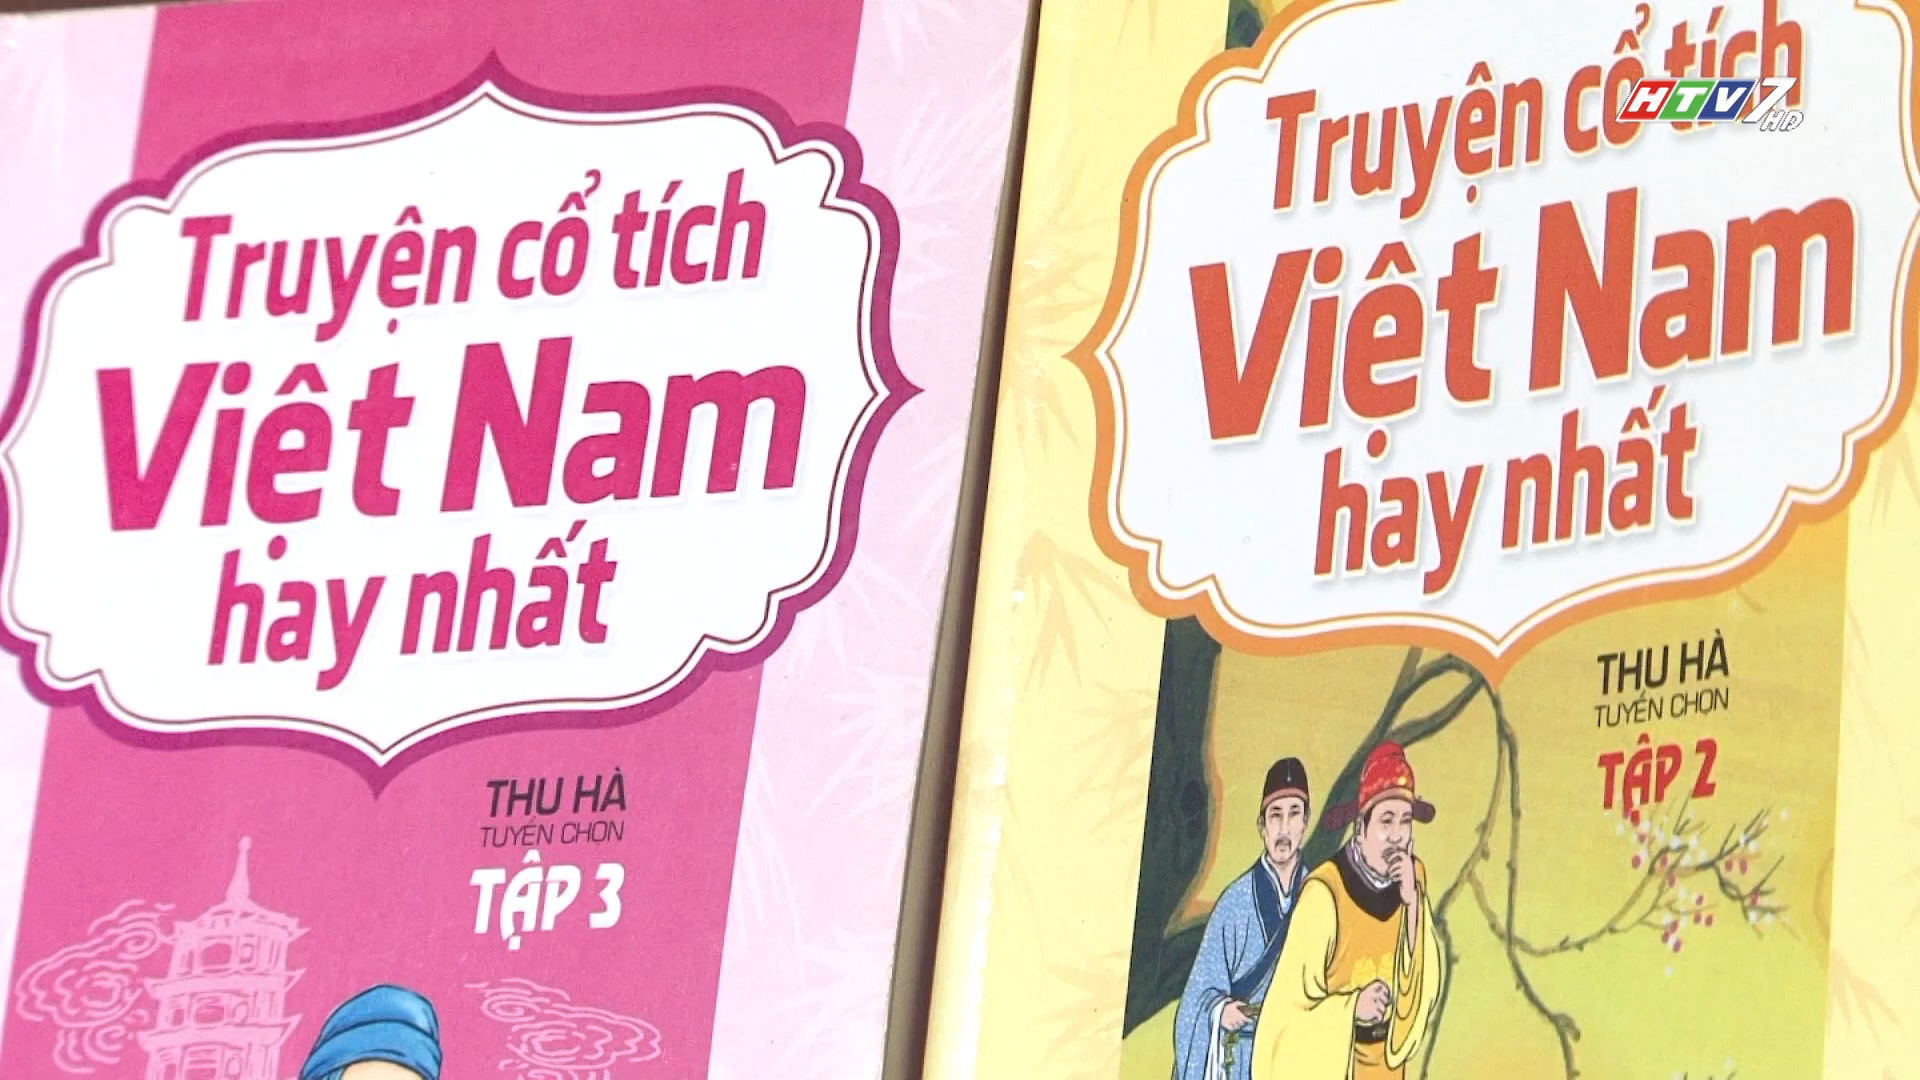 Truyện cổ tích
Việt Nam
hay nhất
THU HÀ
TUYỂN CHỌN
TẬP 3
Truyện cổ tích
Việt Nam
hay nhất
THU HÀ
TUYỂN CHỌN
TẬP 2
HTV7
HD